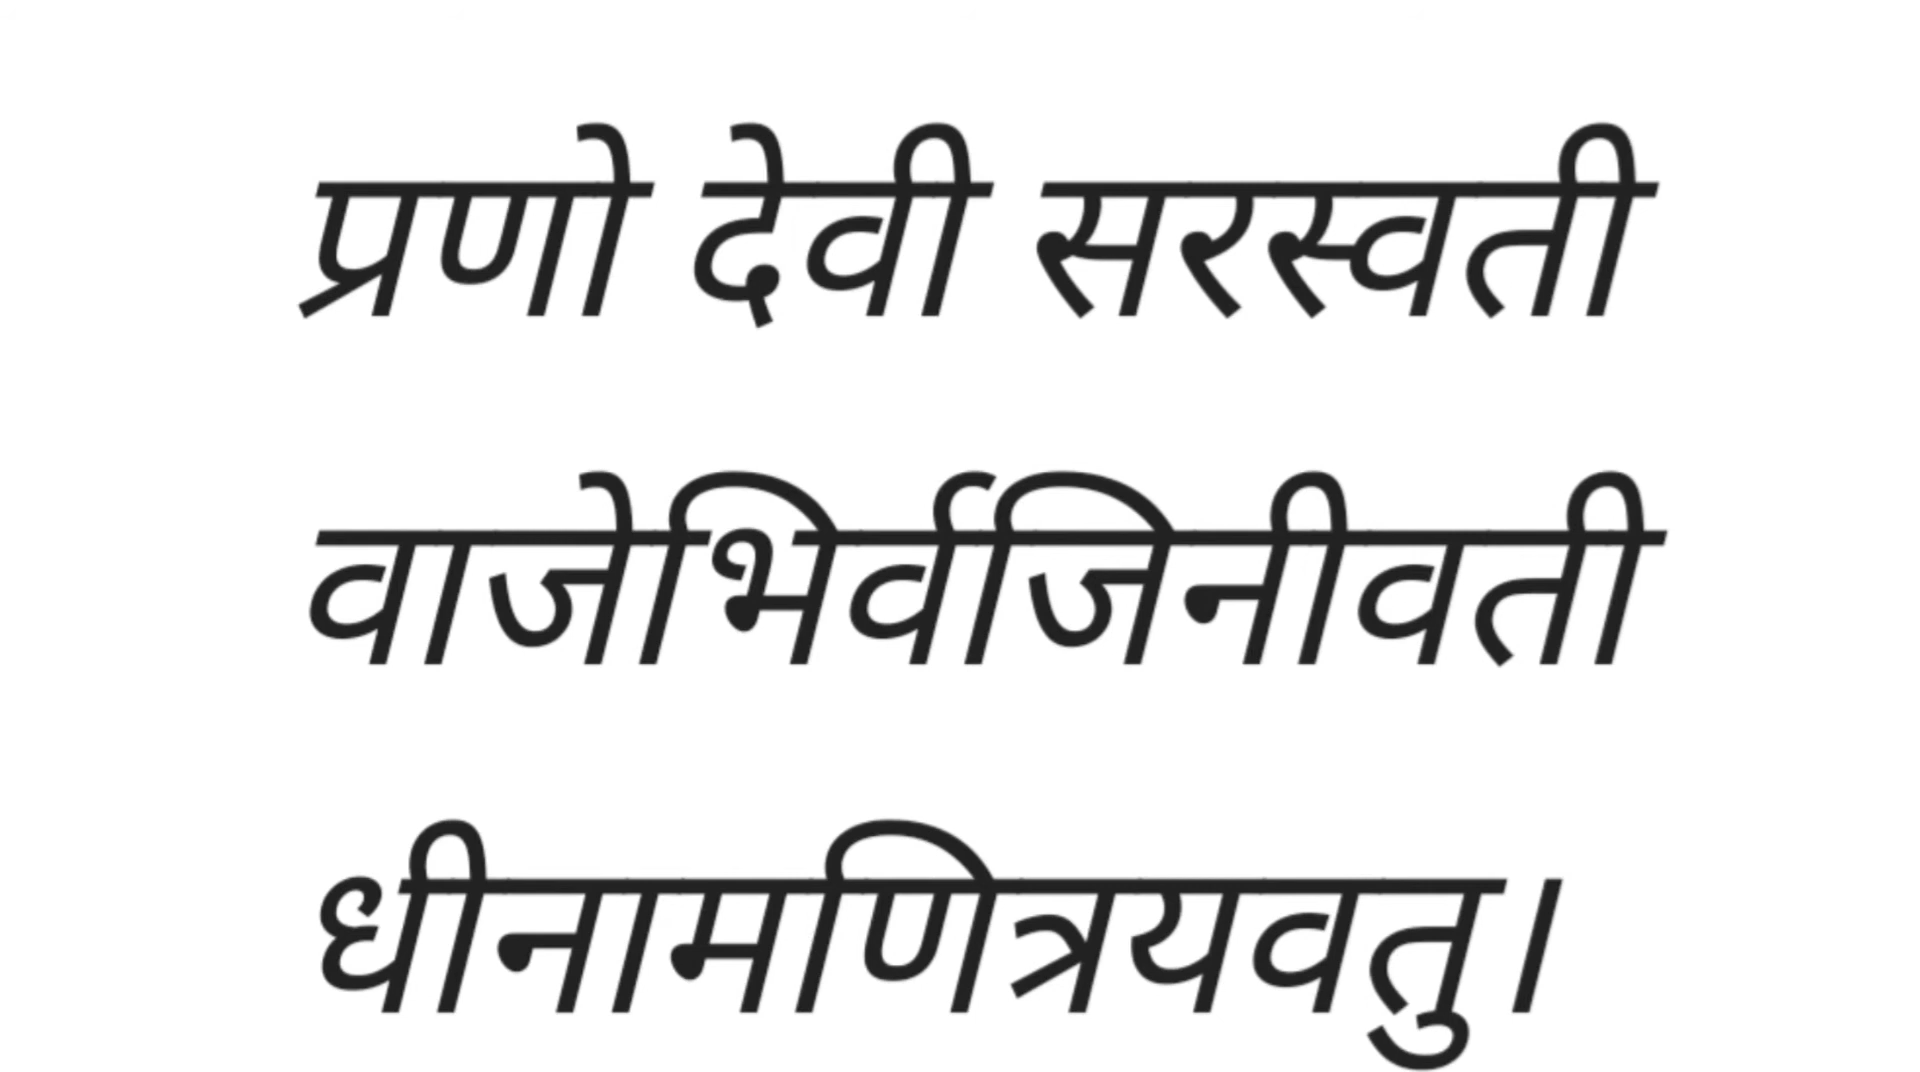 प्रणो देवी सरस्वती
वाजेभिर्वजिनीवती
धीनामणित्रयवतु।